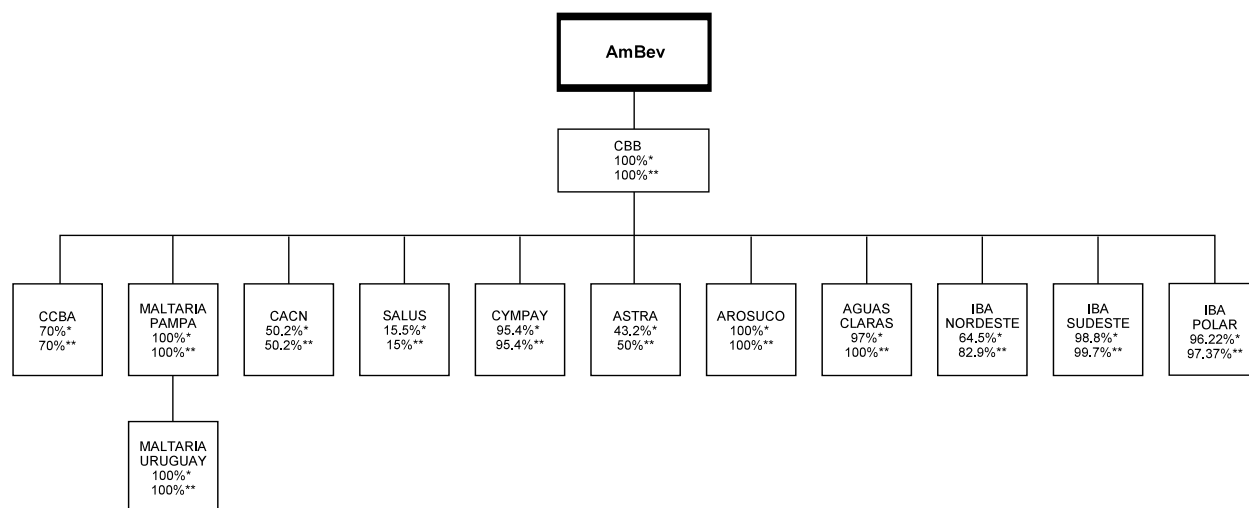 AmBev
CBB
100%*
100%**
CCBA
70%*
70%**
MALTARIA
PAMPA
100%*
100%**
CACN
50.2%*
50.2%**
SALUS
15.5%*
15%**
CYMPAY
95.4%*
95.4%**
ASTRA
43.2%*
50%**
AROSUCO
100%*
100%**
AGUAS
CLARAS
97%*
100%**
IBA
NORDESTE
64.5%*
82.9%**
IBA
SUDESTE
98.8%*
99.7%**
IBA
POLAR
96.22%*
97.37%**
MALTARIA
URUGUAY
100%*
100%**